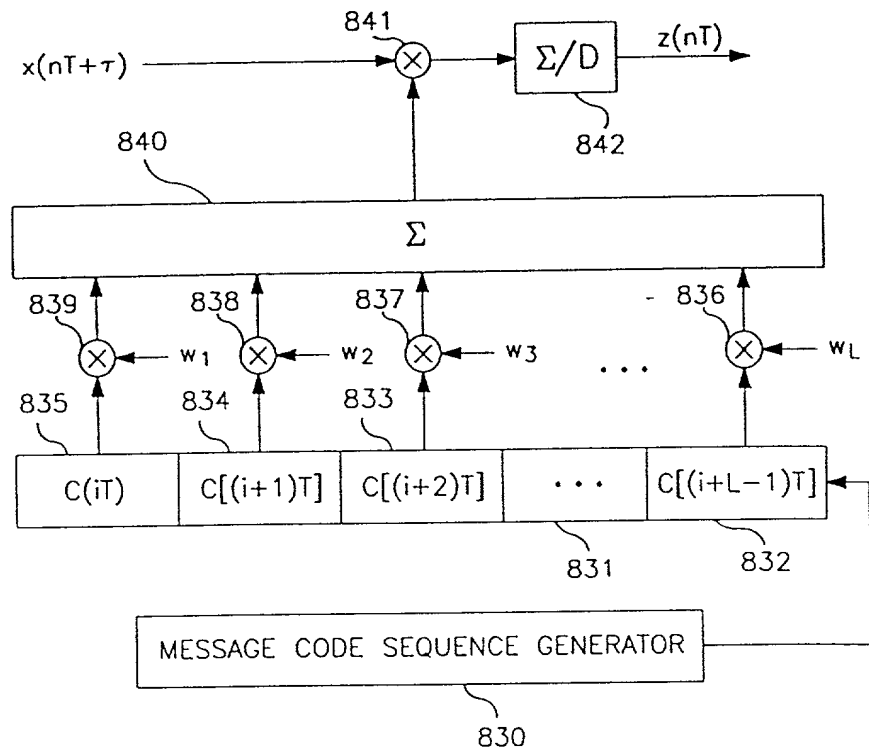 841
x(nT+τ)
Σ/D
z(nT)
842
840
Σ
839
838
837
836
w1
w2
w3
...
wL
835
834
833
C(iT)
C[(i+1)T]
C[(i+2)T]
...
C[(i+L-1)T]
831
832
MESSAGE CODE SEQUENCE GENERATOR
830